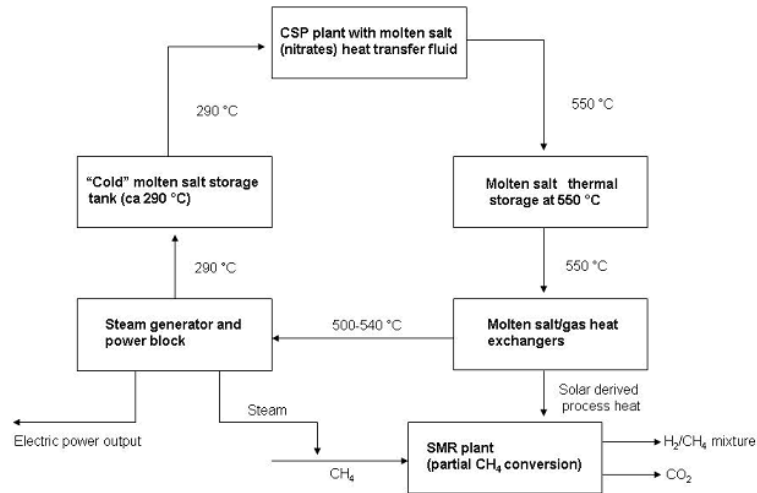 CSP plant with molten salt
(nitrates) heat transfer fluid
290 °C
550 °C
"Cold" molten salt storage
tank (ca 290 °C)
Molten salt thermal
storage at 550 °C
290 °C
550 °C
Steam generator and
power block
500-540 °C
Molten salt/gas heat
exchangers
Solar derived
process heat
Steam
Electric power output
CH₄
SMR plant
(partial CH₄ conversion)
H₂/CH₄ mixture
CO₂